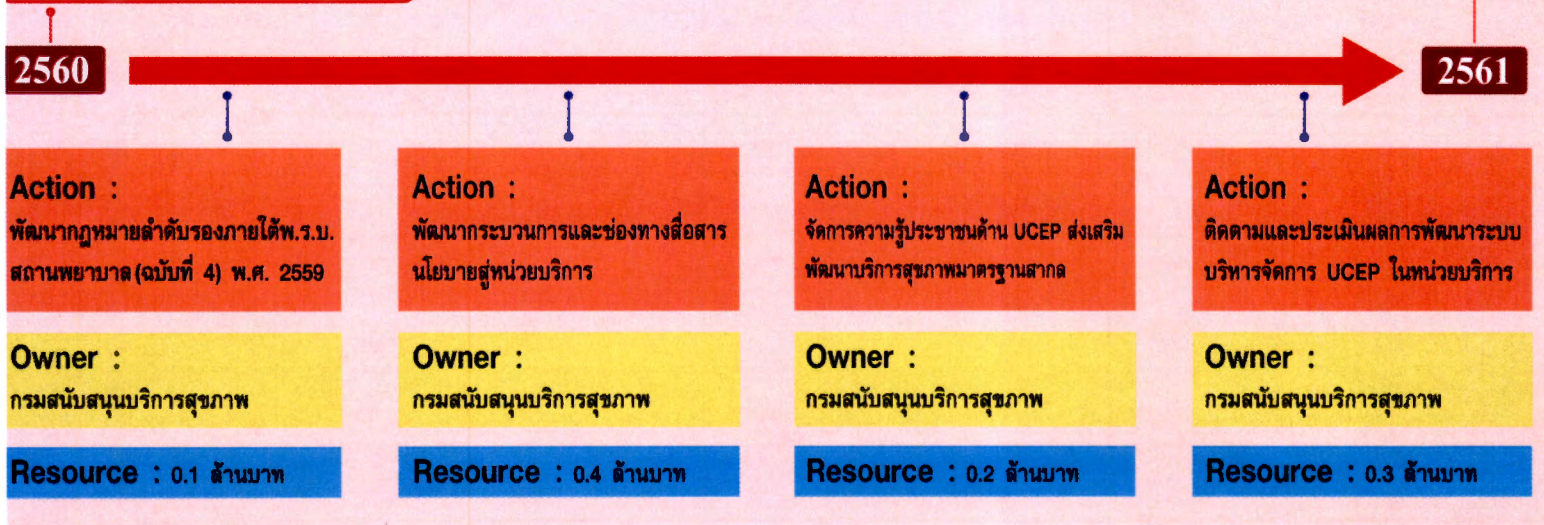 2560
2561
Action :
พัฒนากฎหมายลำดับรองภายใต้พ.ร.บ.
สถานพยาบาล (ฉบับที่ 4) พ.ศ. 2559
Owner :
กรมสนับสนุนบริการสุขภาพ
Resource : 0.1 ล้านบาท
Action :
พัฒนากระบวนการและช่องทางสื่อสาร
นโยบายสู่หน่วยบริการ
Owner :
กรมสนับสนุนบริการสุขภาพ
Resource : 0.4 ล้านบาท
Action :
จัดการความรู้ประชาชนด้าน UCEP ส่งเสริม
พัฒนาบริการสุขภาพมาตรฐานสากล
Owner :
กรมสนับสนุนบริการสุขภาพ
Resource : 0.2 ล้านบาท
Action :
ติดตามและประเมินผลการพัฒนาระบบ
บริหารจัดการ UCEP ในหน่วยบริการ
Owner :
กรมสนับสนุนบริการสุขภาพ
Resource : 0.3 ล้านบาท